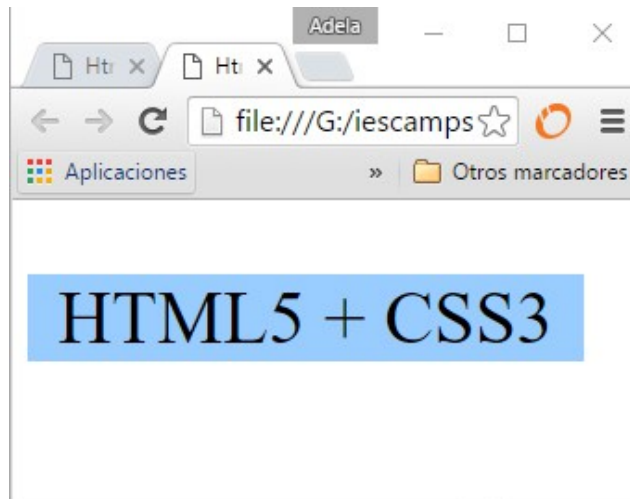 Adela
Ht
Ht
file:///G:/iescamps
Aplicaciones
»
Otros marcadores
HTML5 + CSS3